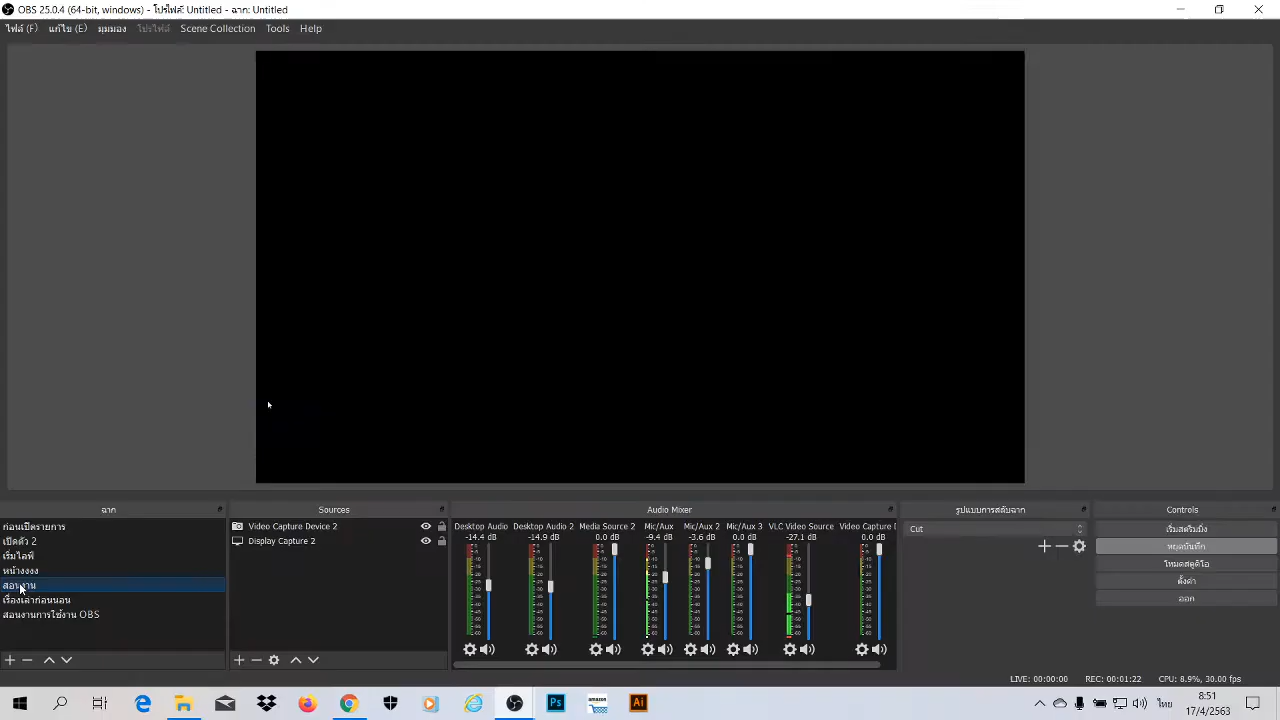 OBS 25.0.4 (64-bit, windows) - โปรไฟล์: Untitled - ฉาก: Untitled
ไฟล์ (F) แก้ไข (E) มุมมอง โปรไฟล์ Scene Collection Tools Help
ฉาก
ก่อนเปิดรายการ
เปิดตัว 2
เริ่มไลฟ์
หน้างงง
สอนงาน
เรื่องเล่าก่อนนอน
สอนงานการใช้งาน OBS
Sources
Video Capture Device 2
Display Capture 2
Audio Mixer
Desktop Audio Desktop Audio 2 Media Source 2 Mic/Aux Mic/Aux 2 Mic/Aux 3 VLC Video Source Video Capture D
-14.4 dB -14.9 dB 0.0 dB -9.4 dB -3.6 dB 0.0 dB -27.1 dB 0.0 dB
รูปแบบการสลับฉาก
Cut
Controls
เริ่มสตรีมมิ่ง
หยุดบันทึก
โหมดสตูดิโอ
ตั้งค่า
ออก
LIVE: 00:00:00 REC: 00:01:22 CPU: 8.9%, 30.00 fps
Ps amazon Ai
ไทย
8:51
17/4/2563